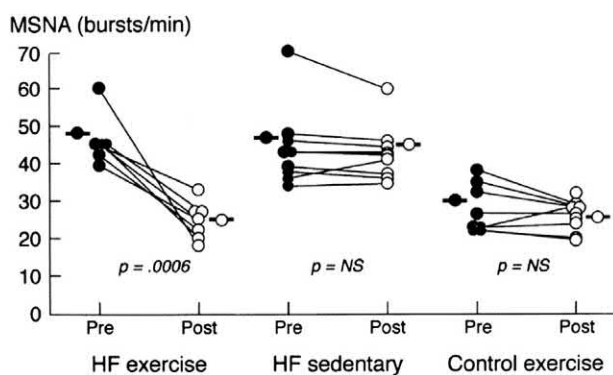 MSNA (bursts/min)
70
60
50
40
30
20
10
0
p = .0006
p = NS
p = NS
Pre
Post
Pre
Post
Pre
Post
HF exercise
HF sedentary
Control exercise